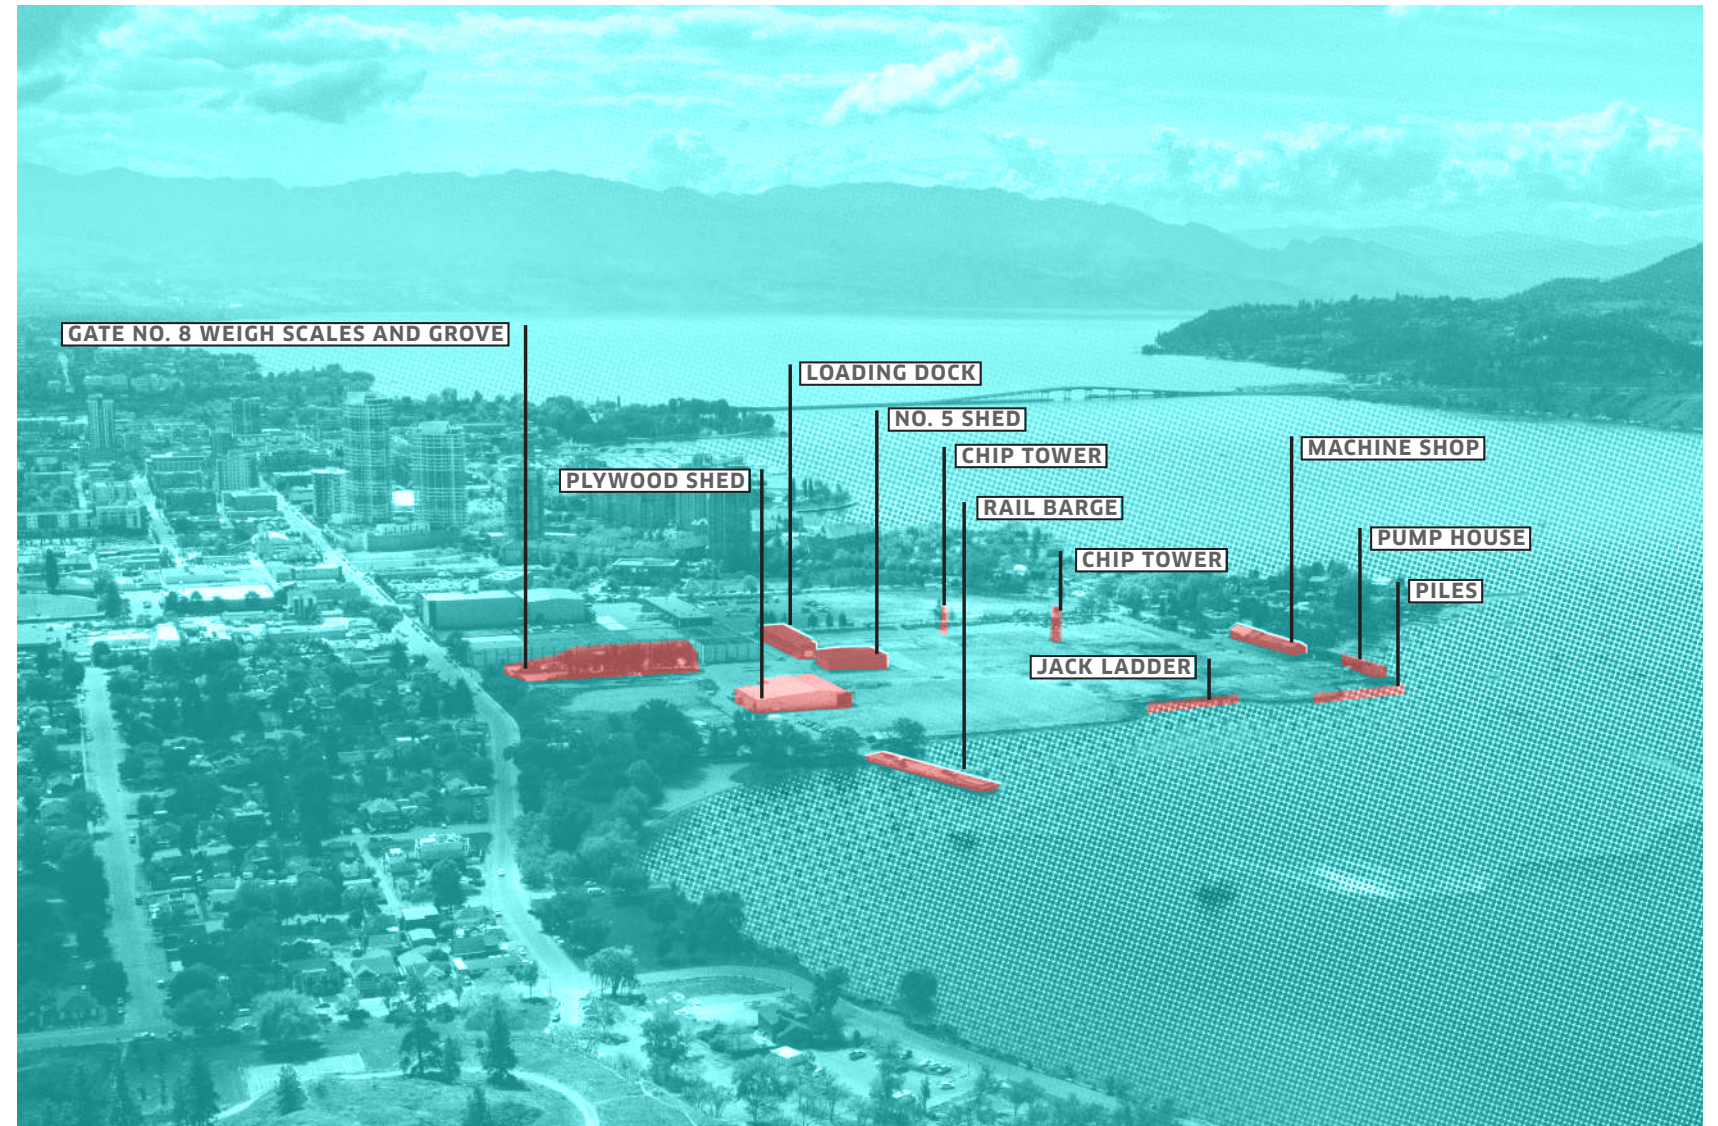 GATE NO. 8 WEIGH SCALES AND GROVE
LOADING DOCK
NO. 5 SHED
MACHINE SHOP
CHIP TOWER
PLYWOOD SHED
RAIL BARGE
PUMP HOUSE
CHIP TOWER
PILES
JACK LADDER